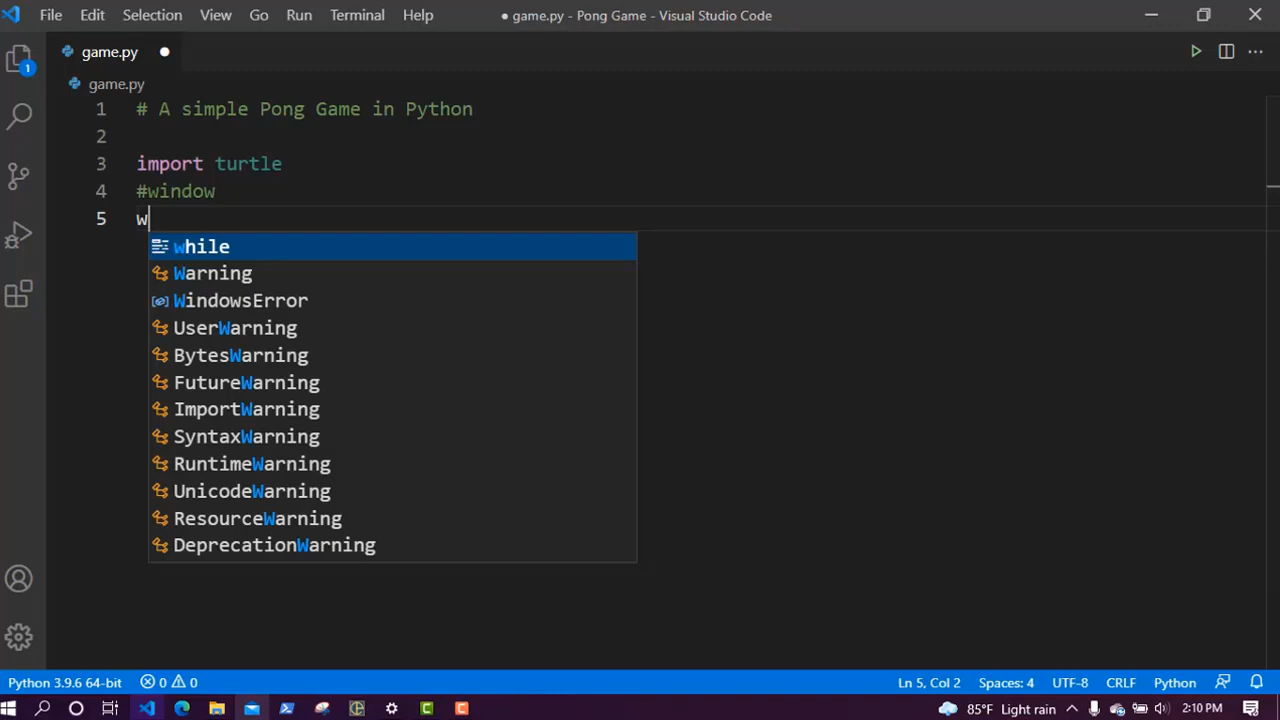 File Edit Selection View Go Run Terminal Help ● game.py - Pong Game - Visual Studio Code
1
game.py
game.py
1 # A simple Pong Game in Python
2
3 import turtle
4 #window
5 w
while
Warning
WindowsError
UserWarning
BytesWarning
FutureWarning
ImportWarning
SyntaxWarning
RuntimeWarning
UnicodeWarning
ResourceWarning
DeprecationWarning
Python 3.9.6 64-bit 0 0 Ln 5, Col 2 Spaces: 4 UTF-8 CRLF Python
85°F Light rain 2:10 PM